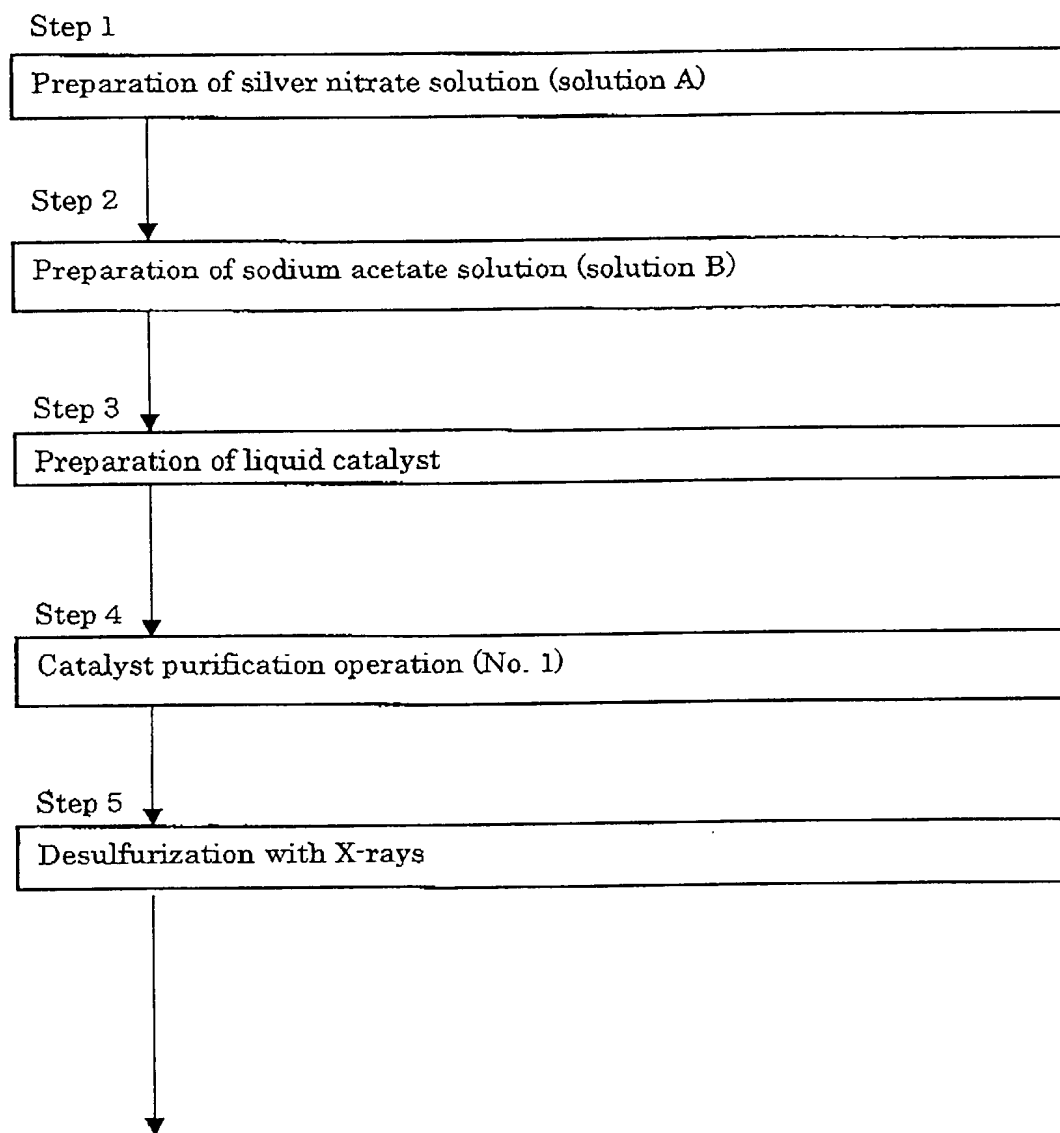 Step 1
Preparation of silver nitrate solution (solution A)
Step 2
Preparation of sodium acetate solution (solution B)
Step 3
Preparation of liquid catalyst
Step 4
Catalyst purification operation (No. 1)
Step 5
Desulfurization with X-rays